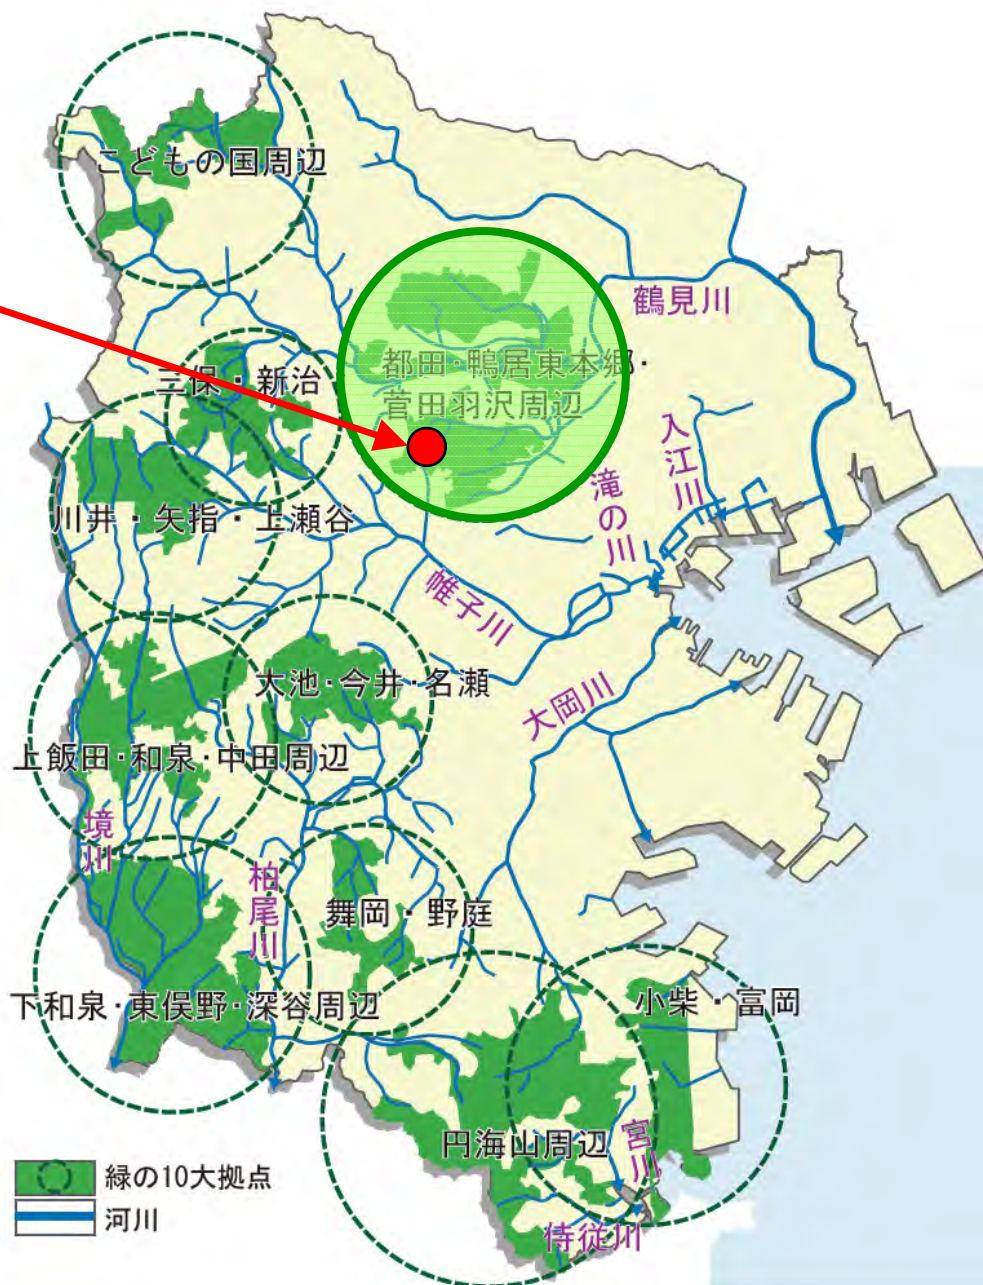 こどもの国周辺
鶴見川
都田・鴨居東本郷・
菅田羽沢周辺
三保・新治
入江川
滝の川
川井・矢指・上瀬谷
帷子川
大池・今井・名瀬
大岡川
上飯田・和泉・中田周辺
境川
柏尾川
舞岡・野庭
小柴・富岡
下和泉・東俣野・深谷周辺
円海山周辺
宮川
侍従川
緑の10大拠点
河川